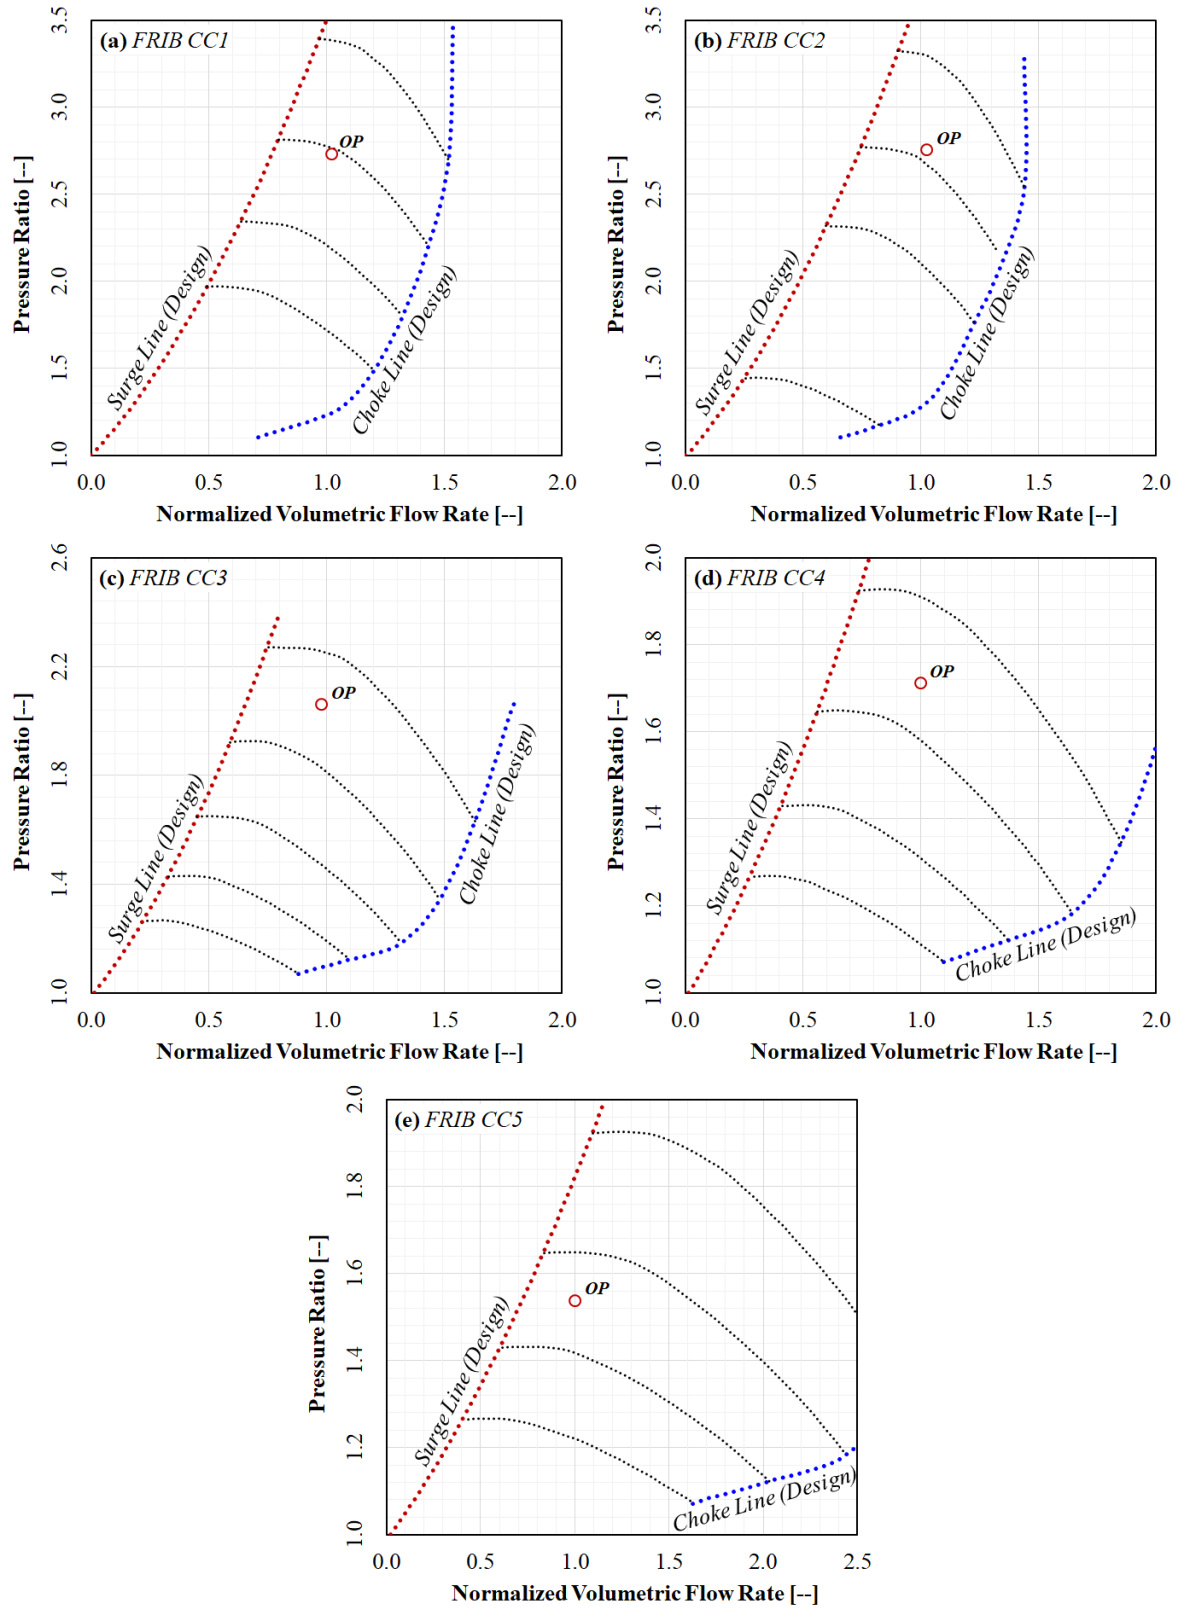 (a) FRIB CC1
3.5
3.0
2.5
2.0
1.5
1.0
Pressure Ratio [--]
OP
Surge Line (Design)
Choke Line (Design)
0.0 0.5 1.0 1.5 2.0
Normalized Volumetric Flow Rate [--]
(b) FRIB CC2
3.5
3.0
2.5
2.0
1.5
1.0
Pressure Ratio [--]
OP
Surge Line (Design)
Choke Line (Design)
0.0 0.5 1.0 1.5 2.0
Normalized Volumetric Flow Rate [--]
(c) FRIB CC3
2.6
2.2
1.8
1.4
1.0
Pressure Ratio [--]
OP
Surge Line (Design)
Choke Line (Design)
0.0 0.5 1.0 1.5 2.0
Normalized Volumetric Flow Rate [--]
(d) FRIB CC4
2.0
1.8
1.6
1.4
1.2
1.0
Pressure Ratio [--]
OP
Surge Line (Design)
Choke Line (Design)
0.0 0.5 1.0 1.5 2.0
Normalized Volumetric Flow Rate [--]
(e) FRIB CC5
2.0
1.8
1.6
1.4
1.2
1.0
Pressure Ratio [--]
OP
Surge Line (Design)
Choke Line (Design)
0.0 0.5 1.0 1.5 2.0 2.5
Normalized Volumetric Flow Rate [--]